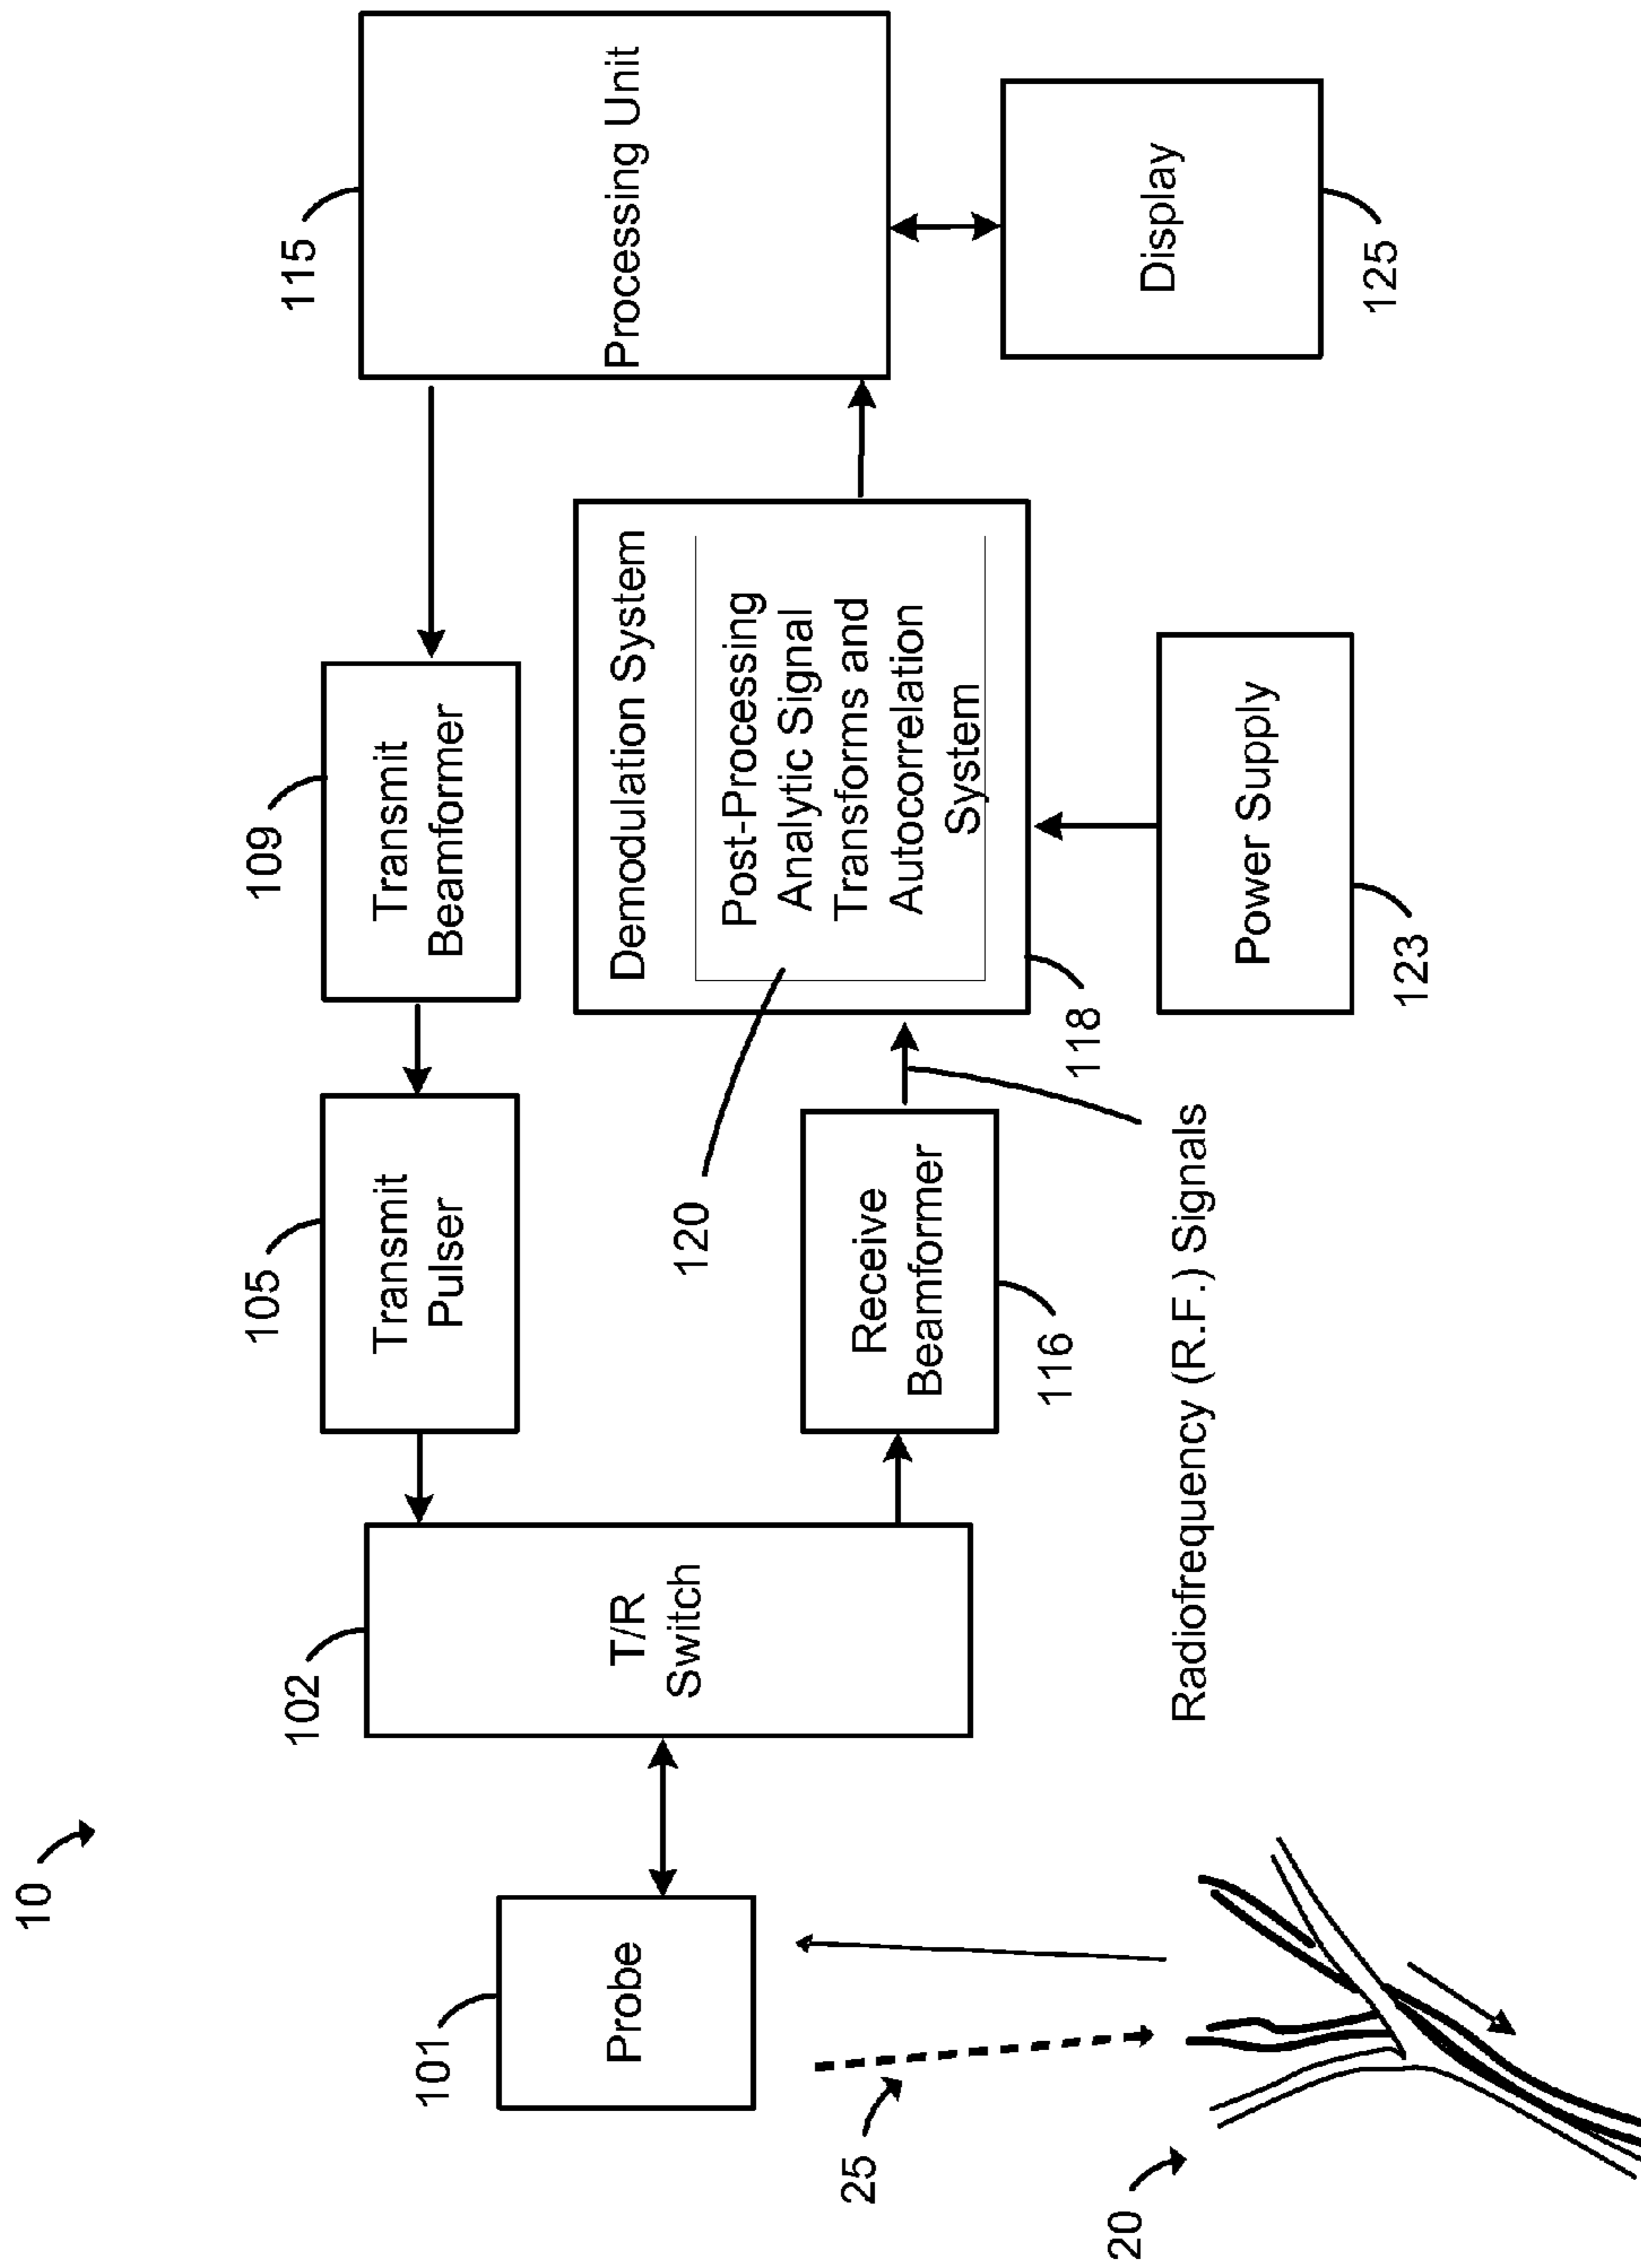 10
101
Probe
25
20
102
T/R
Switch
105
Transmit
Pulser
109
Transmit
Beamformer
115
Processing Unit
Receive
Beamformer
116
120
Demodulation System
Post-Processing
Analytic Signal
Transforms and
Autocorrelation
System
118
Radiofrequency (R.F.) Signals
Power Supply
123
Display
125